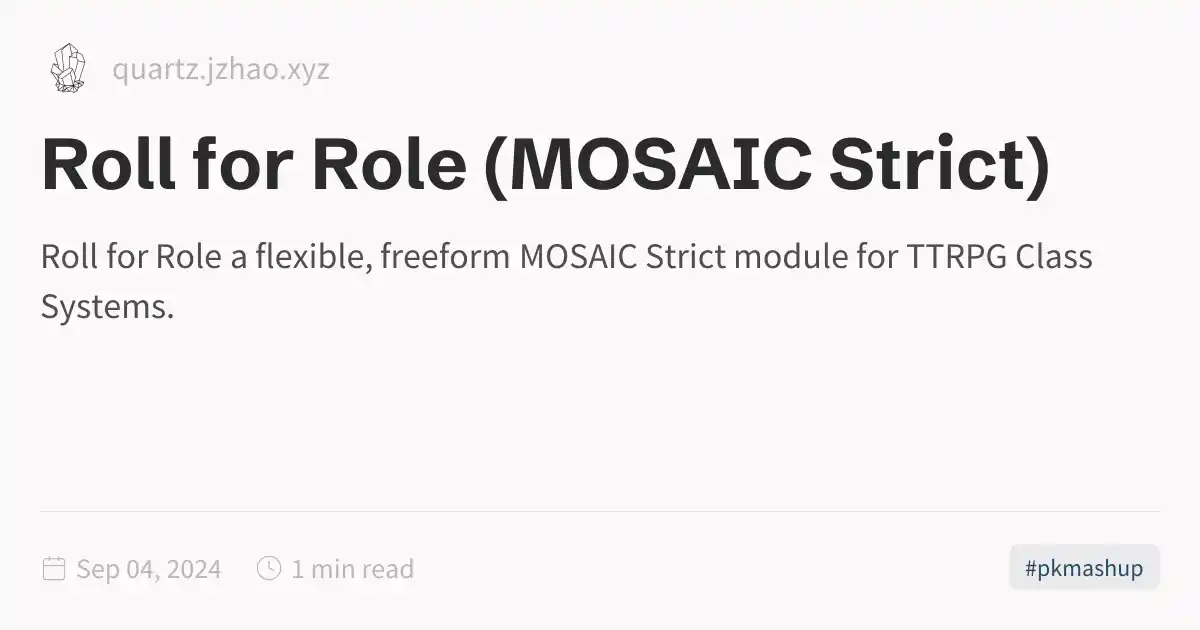 quartz.jzhao.xyz
Roll for Role (MOSAIC Strict)
Roll for Role a flexible, freeform MOSAIC Strict module for TTRPG Class
Systems.
Sep 04, 2024
1 min read
#pkmashup